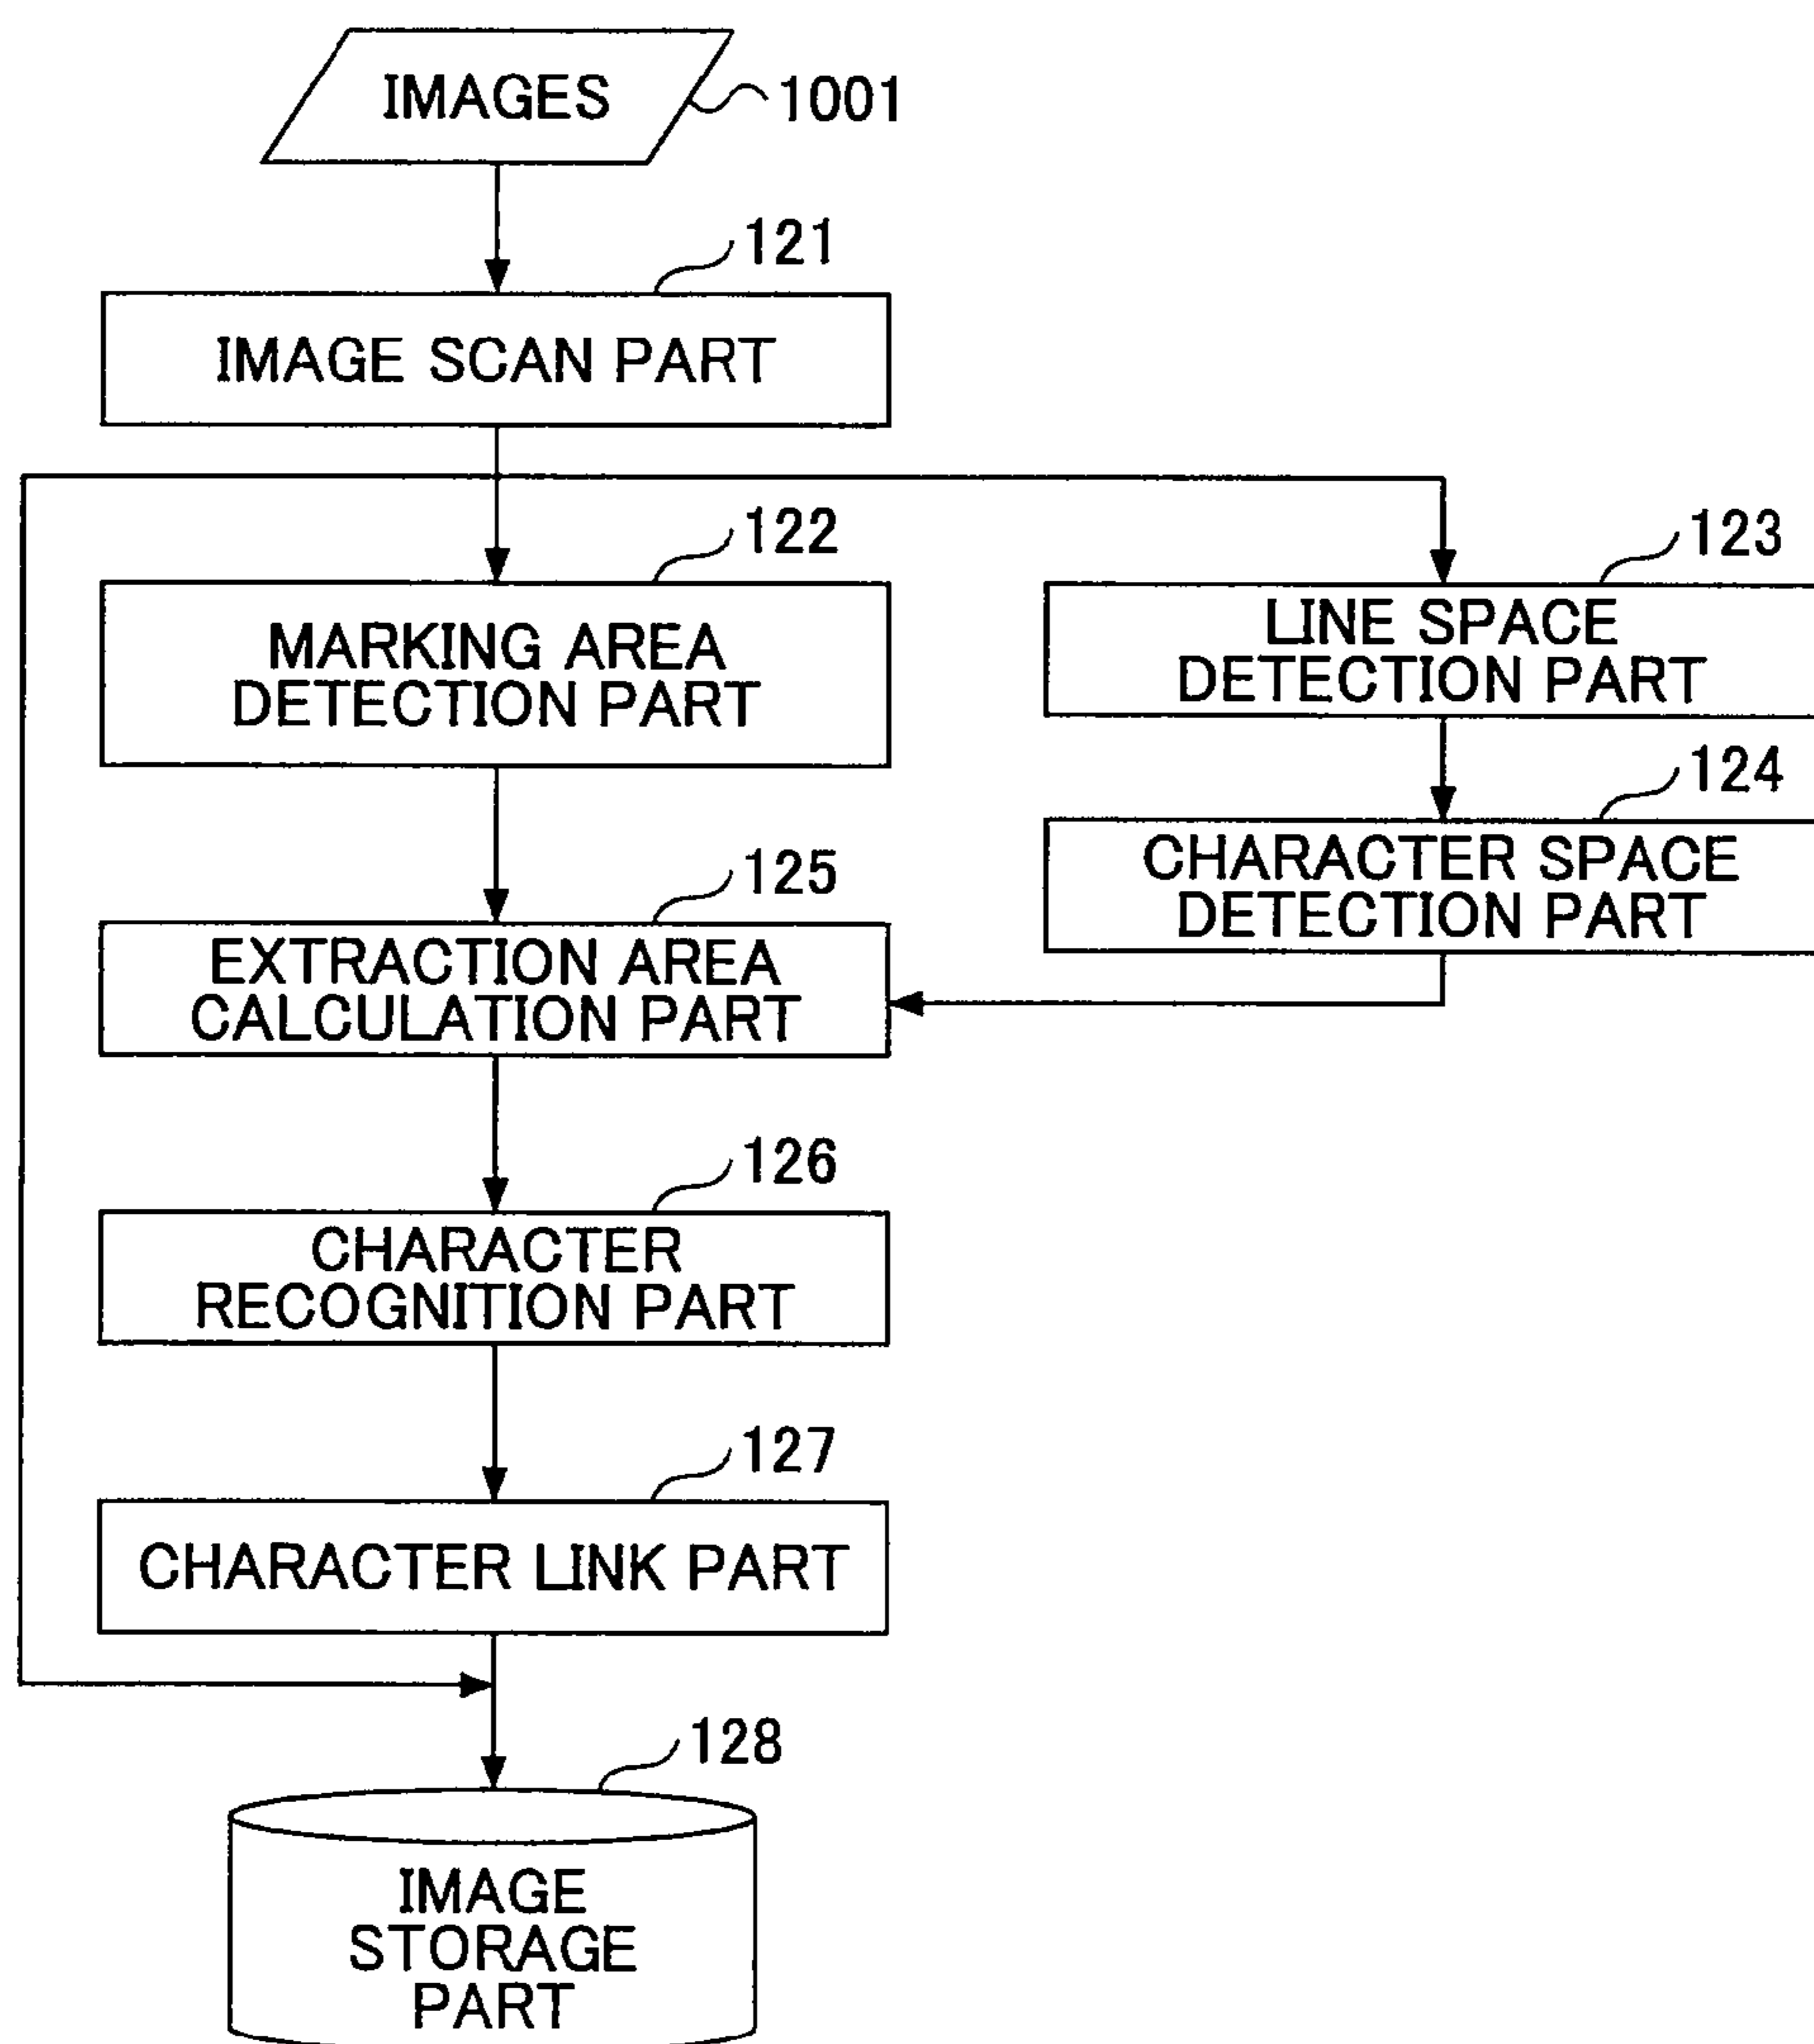 IMAGES
1001
121
IMAGE SCAN PART
122
MARKING AREA
DETECTION PART
123
LINE SPACE
DETECTION PART
124
CHARACTER SPACE
DETECTION PART
125
EXTRACTION AREA
CALCULATION PART
126
CHARACTER
RECOGNITION PART
127
CHARACTER LINK PART
128
IMAGE
STORAGE
PART